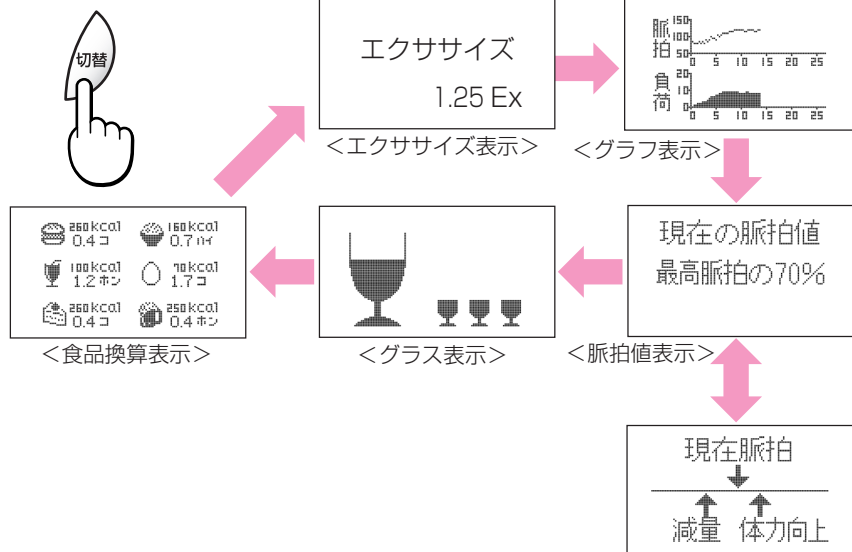 切替
エクササイズ
1.25 Ex
<エクササイズ表示>
脈拍
150
100
50
0 5 10 15 20 25
負荷
20
10
0
0 5 10 15 20 25
<グラフ表示>
現在の脈拍値
最高脈拍の70%
<脈拍値表示>
現在脈拍
減量 体力向上
<グラス表示>
260kcal
0.4コ
160kcal
0.7ハイ
100kcal
1.2ホン
70kcal
1.7コ
260kcal
0.4コ
250kcal
0.4ホン
<食品換算表示>